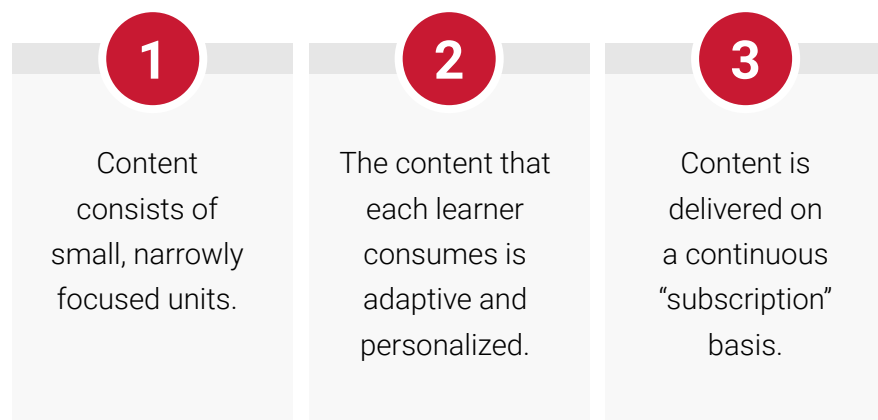 1
Content
consists of
small, narrowly
focused units.
2
The content that
each learner
consumes is
adaptive and
personalized.
3
Content is
delivered on
a continuous
“subscription”
basis.